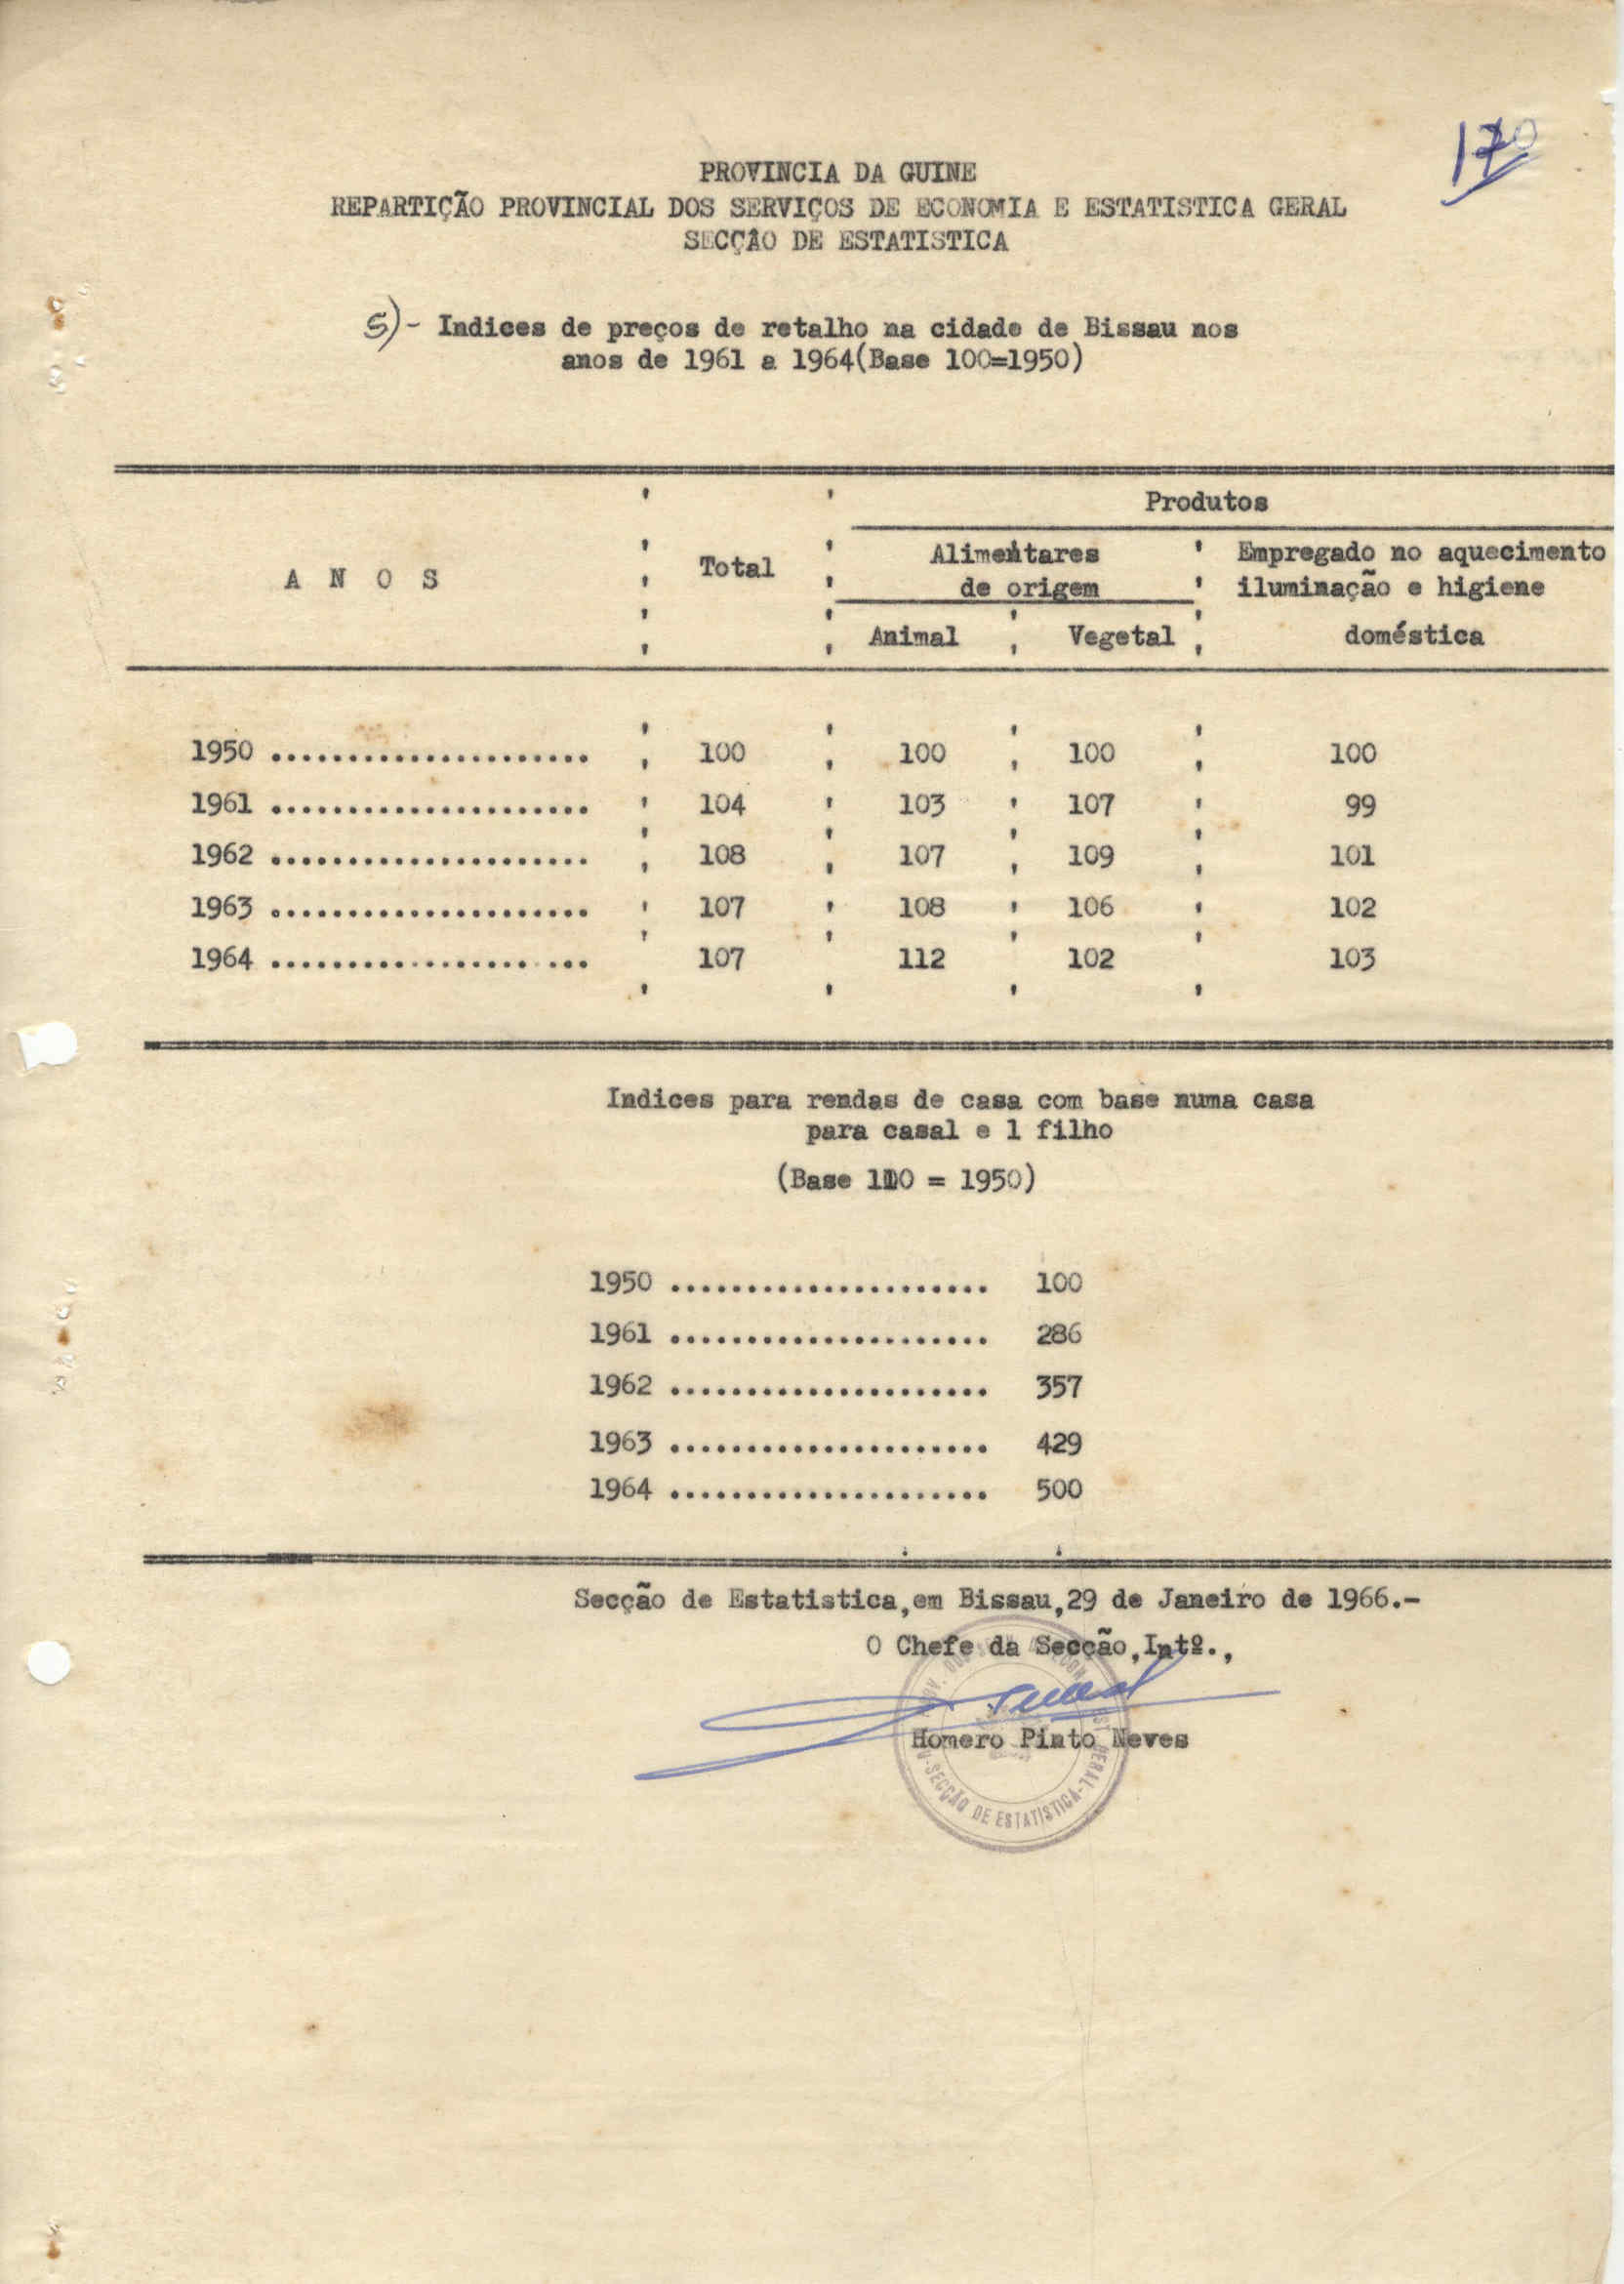 170
PROVINCIA DA GUINE
REPARTIÇÃO PROVINCIAL DOS SERVIÇOS DE ECONOMIA E ESTATISTICA GERAL
SECÇÃO DE ESTATISTICA
5)- Indices de preços de retalho na cidade de Bissau nos
anos de 1961 a 1964(Base 100=1950)
Produtos
A N O S Total Alimentares de origem Empregado no aquecimento
iluminação e higiene
Animal Vegetal doméstica
1950 ..................... 100 100 100 100
1961 ..................... 104 103 107 99
1962 ..................... 108 107 109 101
1963 ..................... 107 108 106 102
1964 ..................... 107 112 102 103
Indices para rendas de casa com base numa casa
para casal e 1 filho
(Base 100 = 1950)
1950 ..................... 100
1961 ..................... 286
1962 ..................... 357
1963 ..................... 429
1964 ..................... 500
Secção de Estatistica,em Bissau,29 de Janeiro de 1966.-
O Chefe da Secção,Intº.,
Homero Pinto Neves
SECÇÃO DE ESTATISTICA